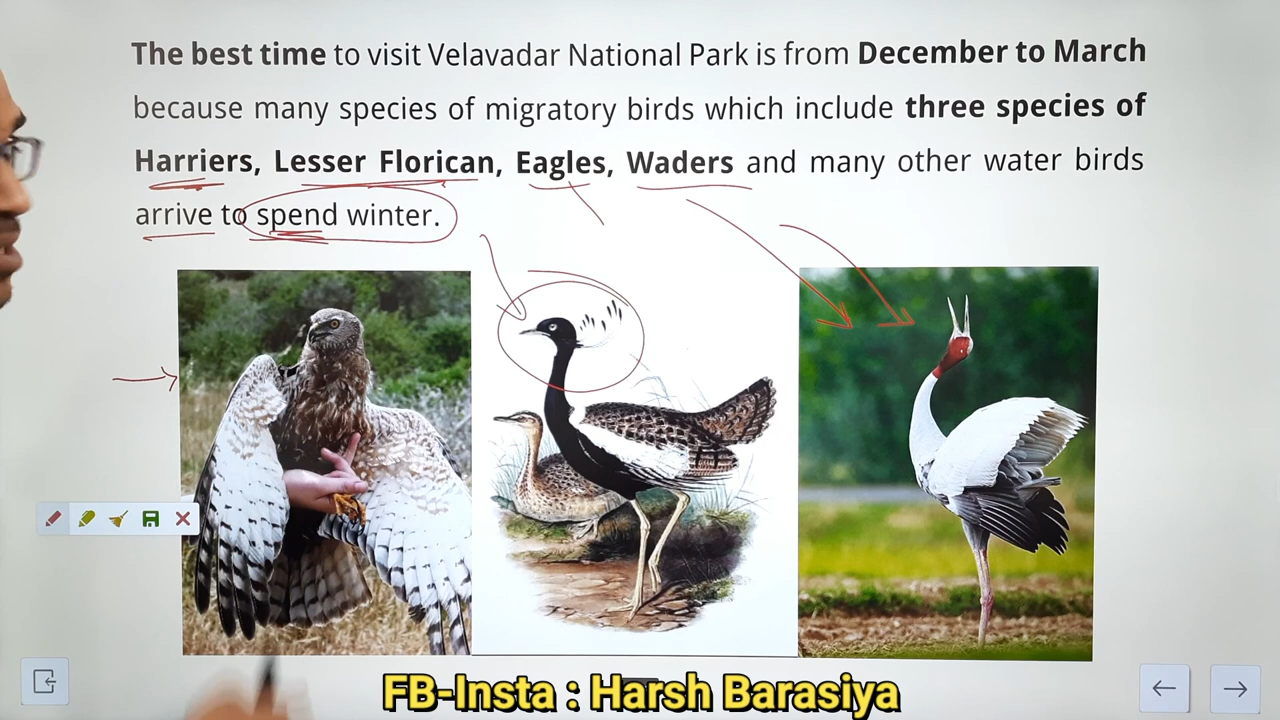 The best time to visit Velavadar National Park is from December to March
because many species of migratory birds which include three species of
Harriers, Lesser Florican, Eagles, Waders and many other water birds
arrive to spend winter.
FB-Insta : Harsh Barasiya